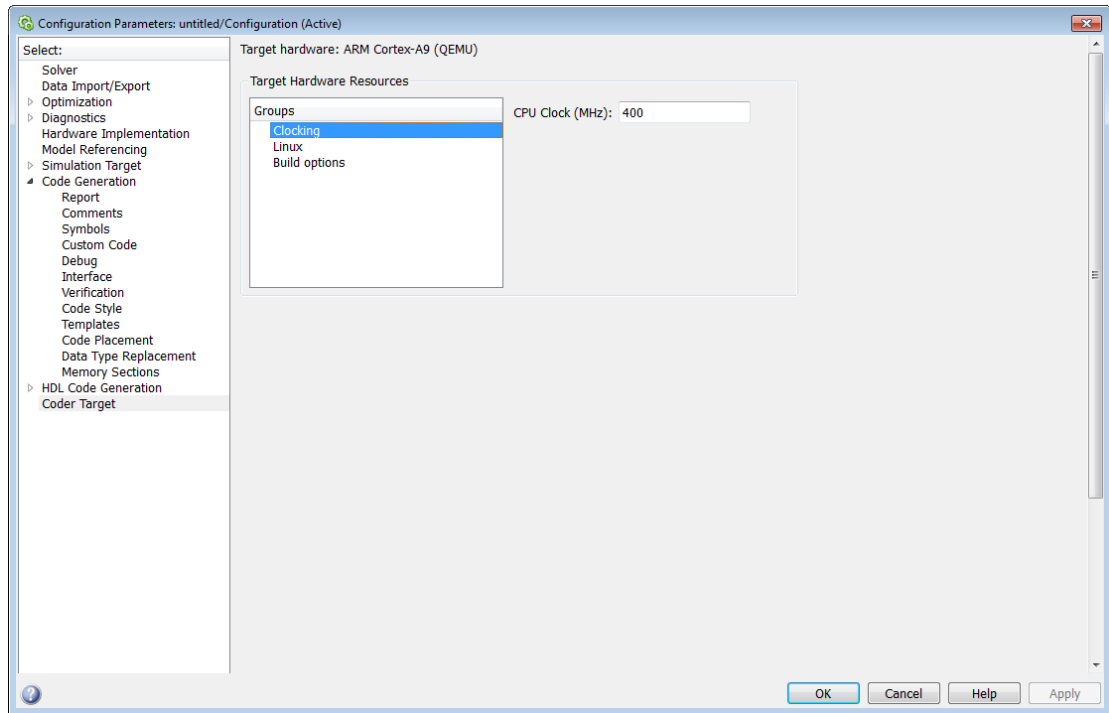 Configuration Parameters: untitled/Configuration (Active)
Select:
Solver
Data Import/Export
Optimization
Diagnostics
Hardware Implementation
Model Referencing
Simulation Target
Code Generation
Report
Comments
Symbols
Custom Code
Debug
Interface
Verification
Code Style
Templates
Code Placement
Data Type Replacement
Memory Sections
HDL Code Generation
Coder Target
Target hardware: ARM Cortex-A9 (QEMU)
Target Hardware Resources
Groups
Clocking
Linux
Build options
CPU Clock (MHz): 400
OK Cancel Help Apply